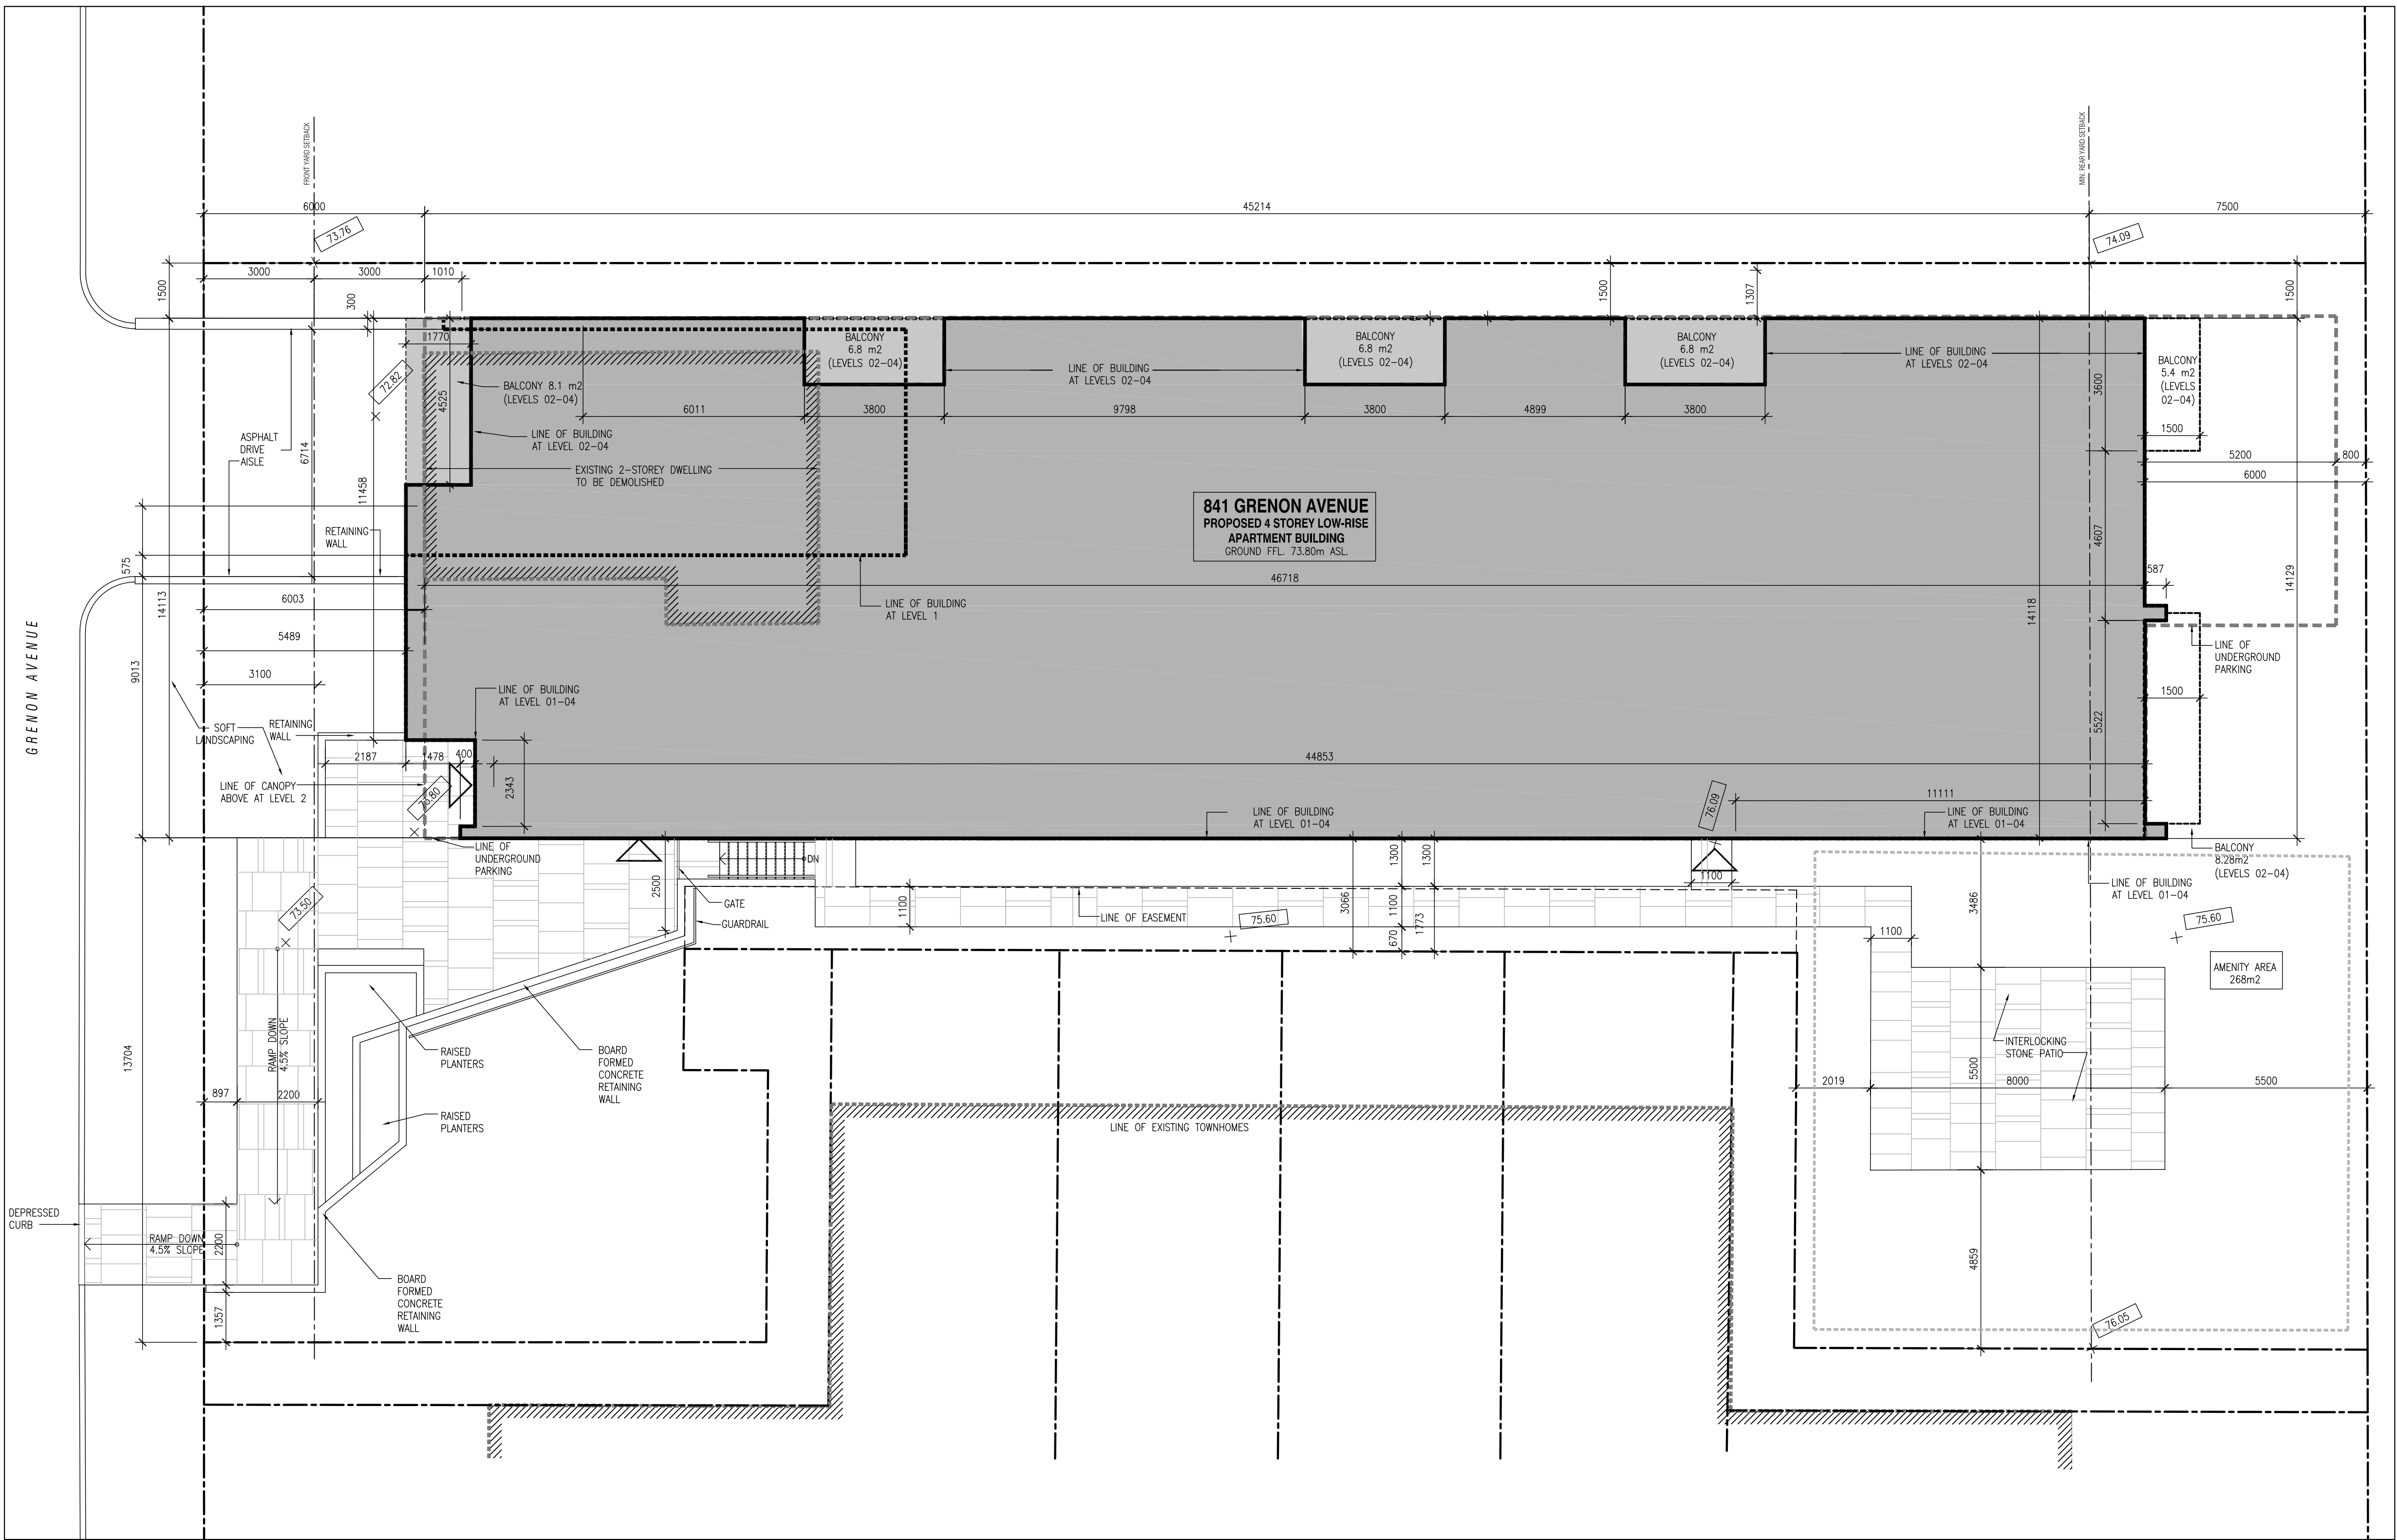 FRONT YARD SETBACK
MIN. REAR YARD SETBACK
6000
45214
7500
73.76
74.09
3000
3000
1010
1500
300
1500
1307
1500
1770
72.82
4525
BALCONY 8.1 m2
(LEVELS 02-04)
BALCONY
6.8 m2
(LEVELS 02-04)
BALCONY
6.8 m2
(LEVELS 02-04)
BALCONY
6.8 m2
(LEVELS 02-04)
LINE OF BUILDING
AT LEVELS 02-04
LINE OF BUILDING
AT LEVELS 02-04
BALCONY
5.4 m2
(LEVELS
02-04)
3600
6011
3800
9798
3800
4899
3800
1500
5200
800
6000
ASPHALT
DRIVE
AISLE
6714
11458
LINE OF BUILDING
AT LEVEL 02-04
EXISTING 2-STOREY DWELLING
TO BE DEMOLISHED
841 GRENON AVENUE
PROPOSED 4 STOREY LOW-RISE
APARTMENT BUILDING
GROUND FFL. 73.80m ASL.
RETAINING
WALL
575
14113
46718
4607
587
14129
14118
6003
LINE OF BUILDING
AT LEVEL 1
GRENON AVENUE
5489
9013
3100
LINE OF
UNDERGROUND
PARKING
LINE OF BUILDING
AT LEVEL 01-04
1500
5522
SOFT
LANDSCAPING
RETAINING
WALL
2187
1478
400
44853
LINE OF CANOPY
ABOVE AT LEVEL 2
73.80
2343
76.09
11111
LINE OF BUILDING
AT LEVEL 01-04
LINE OF BUILDING
AT LEVEL 01-04
LINE OF
UNDERGROUND
PARKING
DN
1300
1300
BALCONY
8.28m2
(LEVELS 02-04)
2500
1100
LINE OF BUILDING
AT LEVEL 01-04
GATE
GUARDRAIL
1100
3066
1100
1773
670
LINE OF EASEMENT
75.60
3486
75.60
73.50
1100
AMENITY AREA
268m2
RAMP DOWN
4.5% SLOPE
13704
RAISED
PLANTERS
BOARD
FORMED
CONCRETE
RETAINING
WALL
INTERLOCKING
STONE PATIO
897
2200
2019
5500
8000
5500
RAISED
PLANTERS
LINE OF EXISTING TOWNHOMES
DEPRESSED
CURB
RAMP DOWN
4.5% SLOPE
2200
4859
BOARD
FORMED
CONCRETE
RETAINING
WALL
1357
76.05